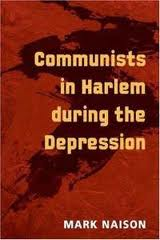 Communists
in Harlem
during the
Depression
MARK NAISON